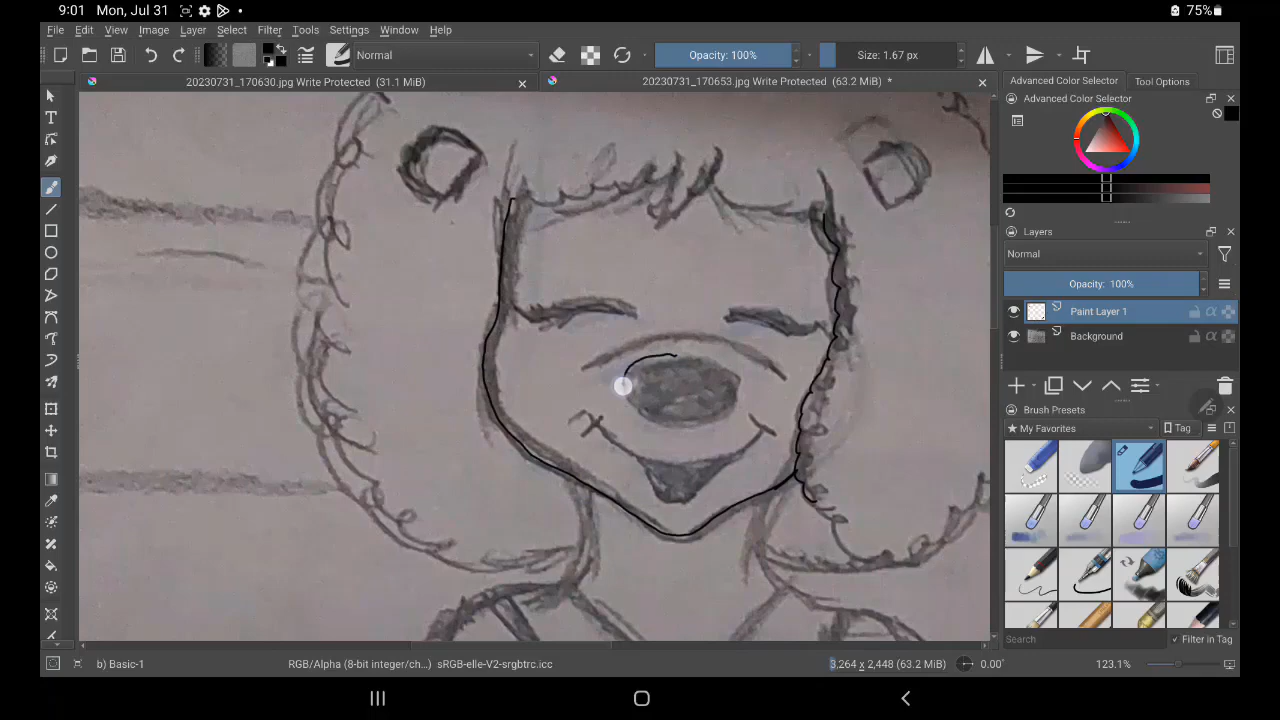 9:01 Mon, Jul 31 75%
File Edit View Image Layer Select Filter Tools Settings Window Help
Normal Opacity: 100% Size: 1.67 px
20230731_170630.jpg Write Protected (31.1 MiB) 20230731_170653.jpg Write Protected (63.2 MiB) *
Advanced Color Selector Tool Options
Advanced Color Selector
Layers
Normal
Opacity: 100%
Paint Layer 1
Background
Brush Presets
My Favorites Tag
Search Filter in Tag
b) Basic-1 RGB/Alpha (8-bit integer/ch...) sRGB-elle-V2-srgbtrc.icc 3,264 x 2,448 (63.2 MiB) 0.00° 123.1%